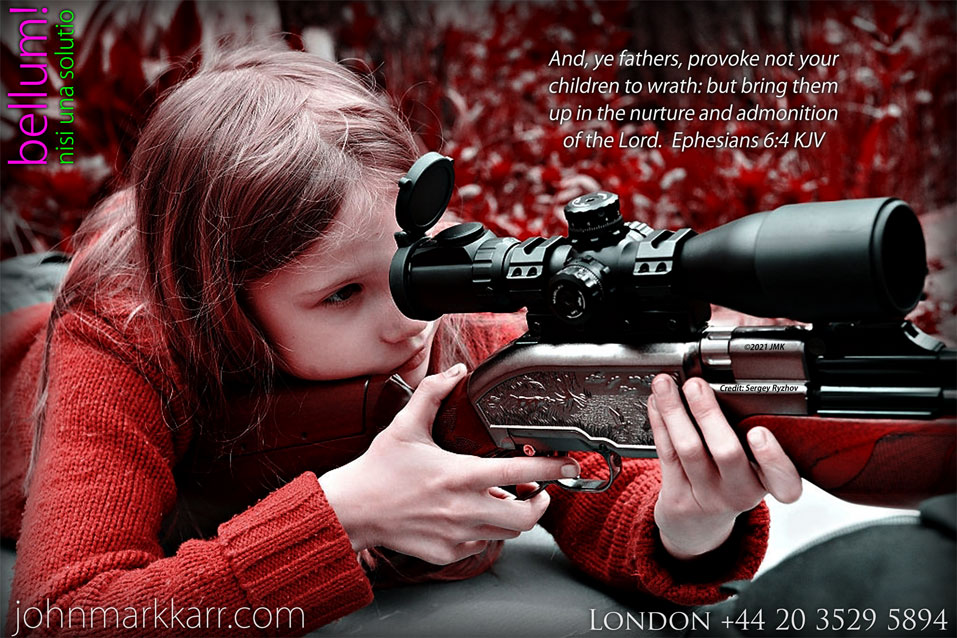 bellum!
nisi una solutio
And, ye fathers, provoke not your
children to wrath: but bring them
up in the nurture and admonition
of the Lord. Ephesians 6:4 KJV
©2021 JMK
Credit: Sergey Ryzhov
johnmarkkarr.com
London +44 20 3529 5894